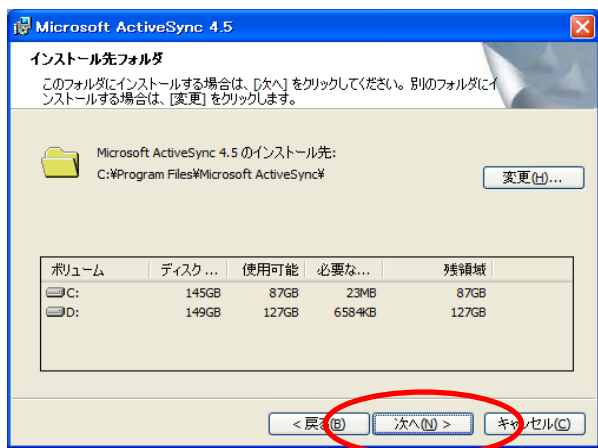 Microsoft ActiveSync 4.5
インストール先フォルダ
このフォルダにインストールする場合は、[次へ] をクリックしてください。別のフォルダにイ
ンストールする場合は、[変更] をクリックします。
Microsoft ActiveSync 4.5 のインストール先:
C:¥Program Files¥Microsoft ActiveSync¥
変更(H)...
ボリューム ディスク ... 使用可能 必要な... 残領域
C: 145GB 87GB 23MB 87GB
D: 149GB 127GB 6584KB 127GB
< 戻る(B) 次へ(N) > キャンセル(C)